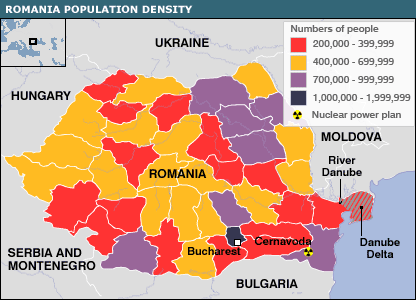 ROMANIA POPULATION DENSITY
UKRAINE
Numbers of people
200,000 - 399,999
400,000 - 699,999
700,000 - 999,999
1,000,000 - 1,999,999
Nuclear power plan
HUNGARY
MOLDOVA
River
Danube
ROMANIA
Danube
Delta
SERBIA AND
MONTENEGRO
Bucharest
Cernavoda
BULGARIA